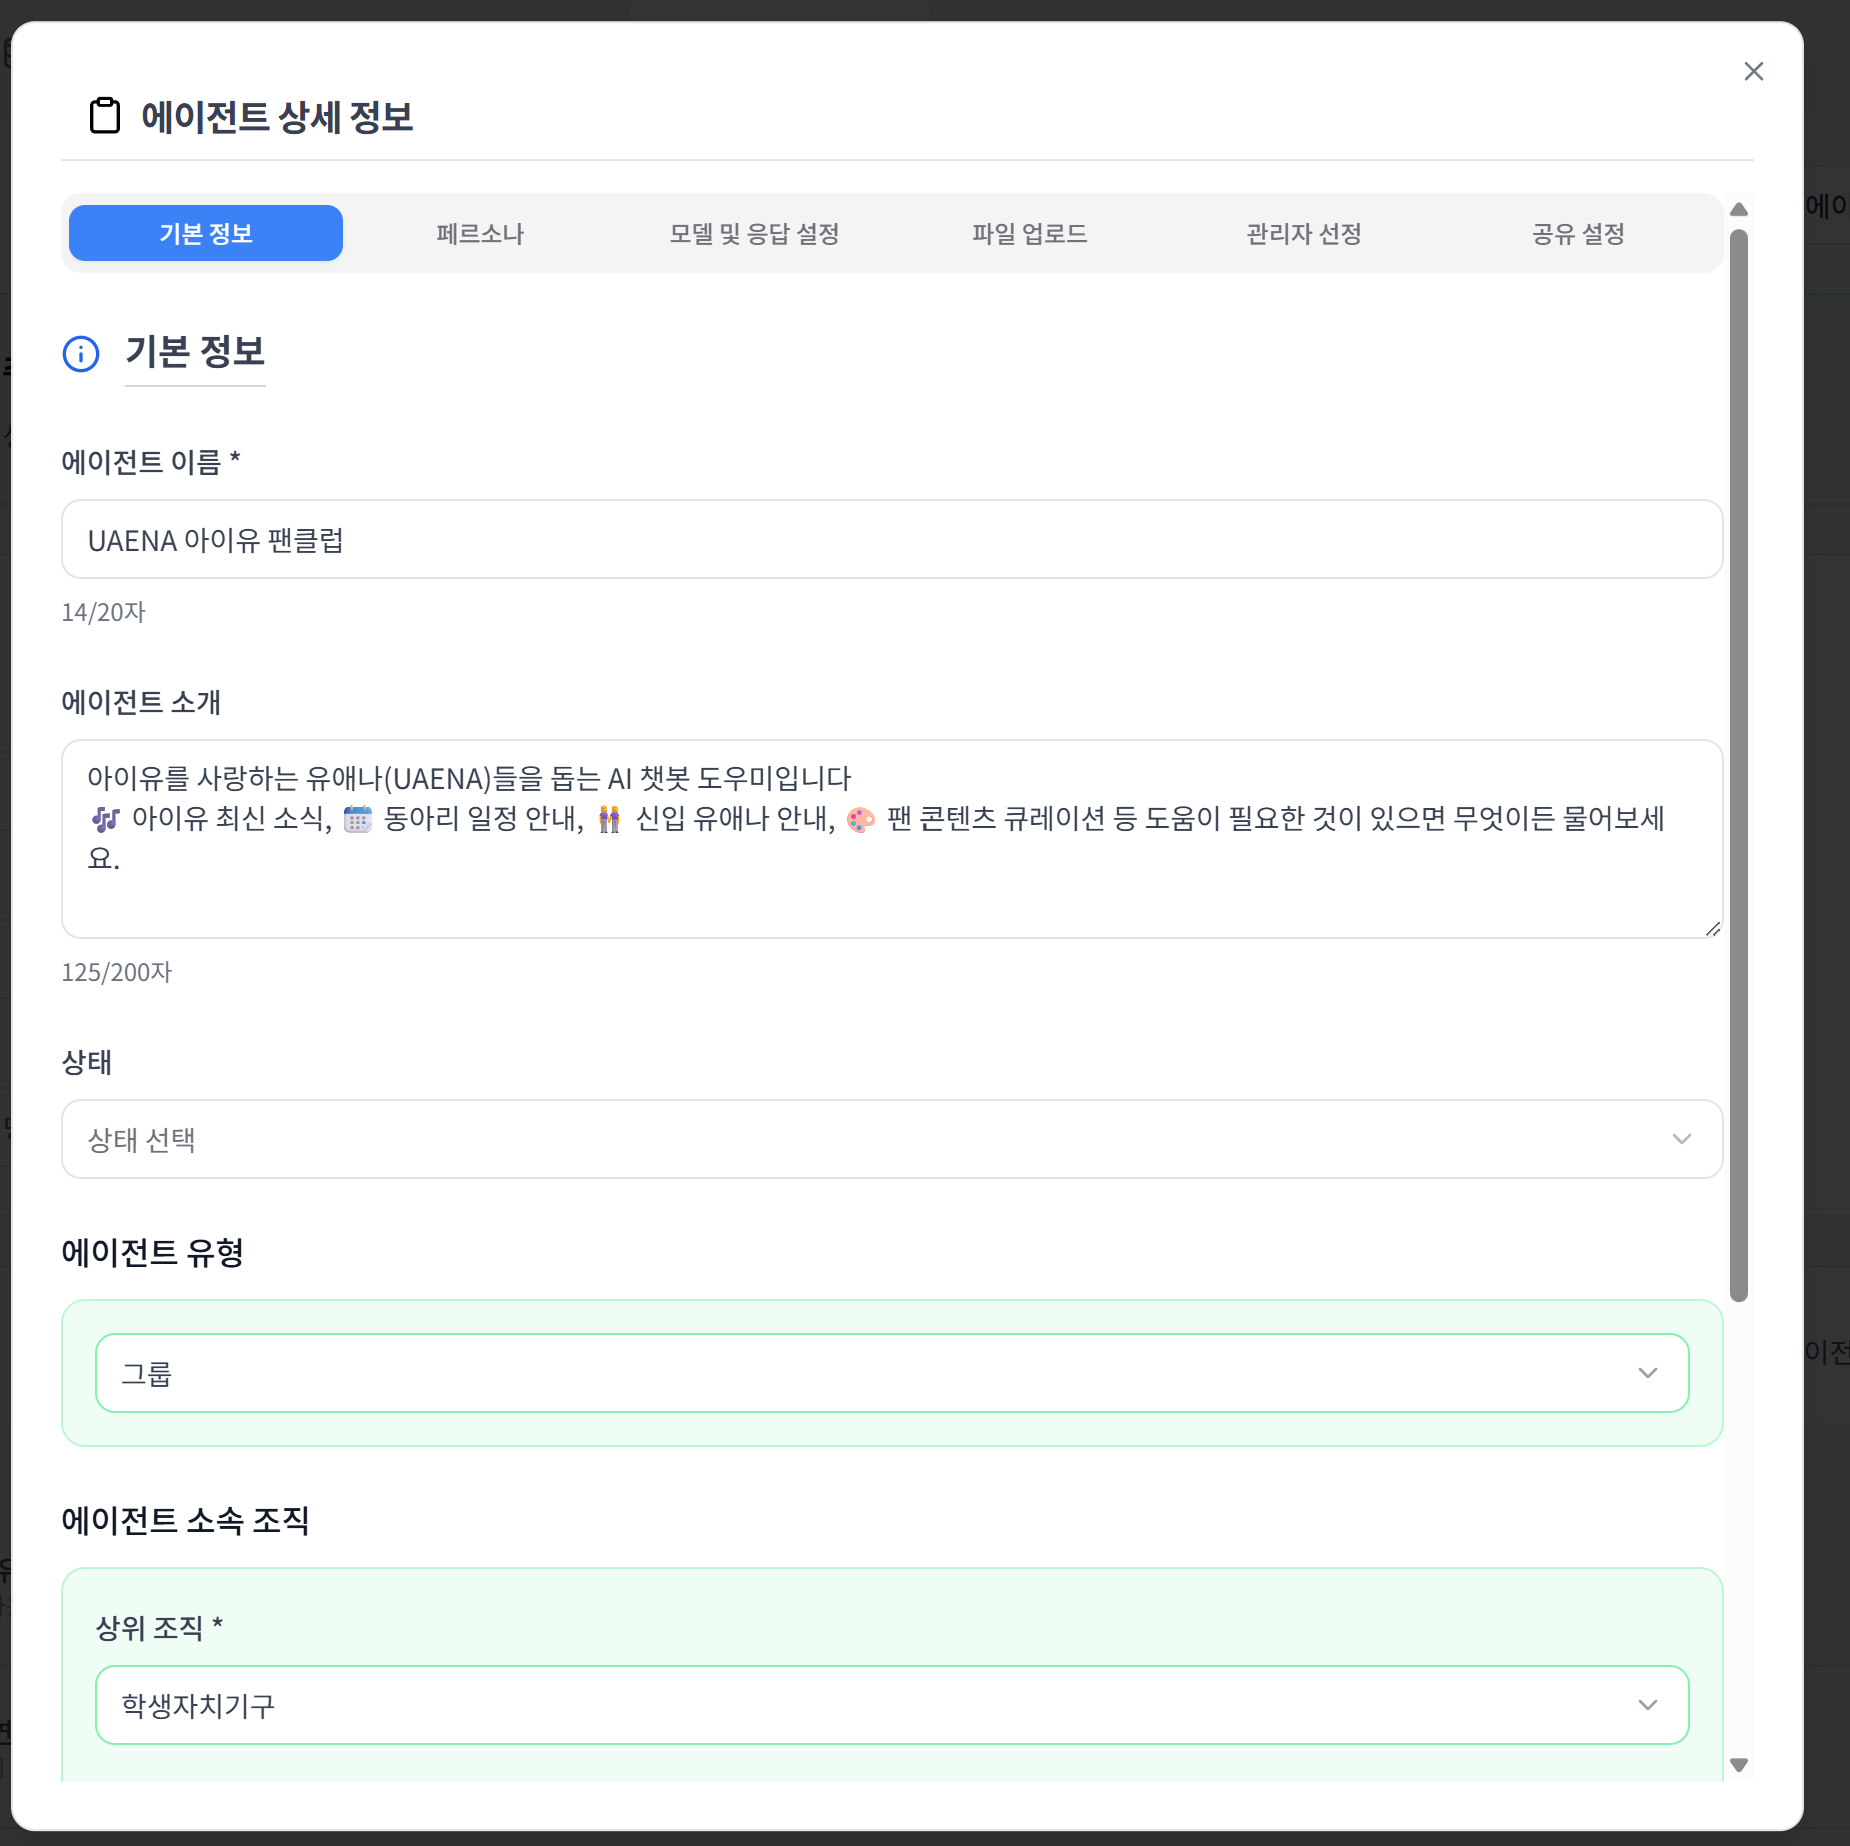 에이전트 상세 정보
기본 정보
페르소나
모델 및 응답 설정
파일 업로드
관리자 선정
공유 설정
기본 정보
에이전트 이름 *
UAENA 아이유 팬클럽
14/20자
에이전트 소개
아이유를 사랑하는 유애나(UAENA)들을 돕는 AI 챗봇 도우미입니다
🎶 아이유 최신 소식, 📅 동아리 일정 안내, 👭 신입 유애나 안내, 🎨 팬 콘텐츠 큐레이션 등 도움이 필요한 것이 있으면 무엇이든 물어보세
요.
125/200자
상태
상태 선택
에이전트 유형
그룹
에이전트 소속 조직
상위 조직 *
학생자치기구